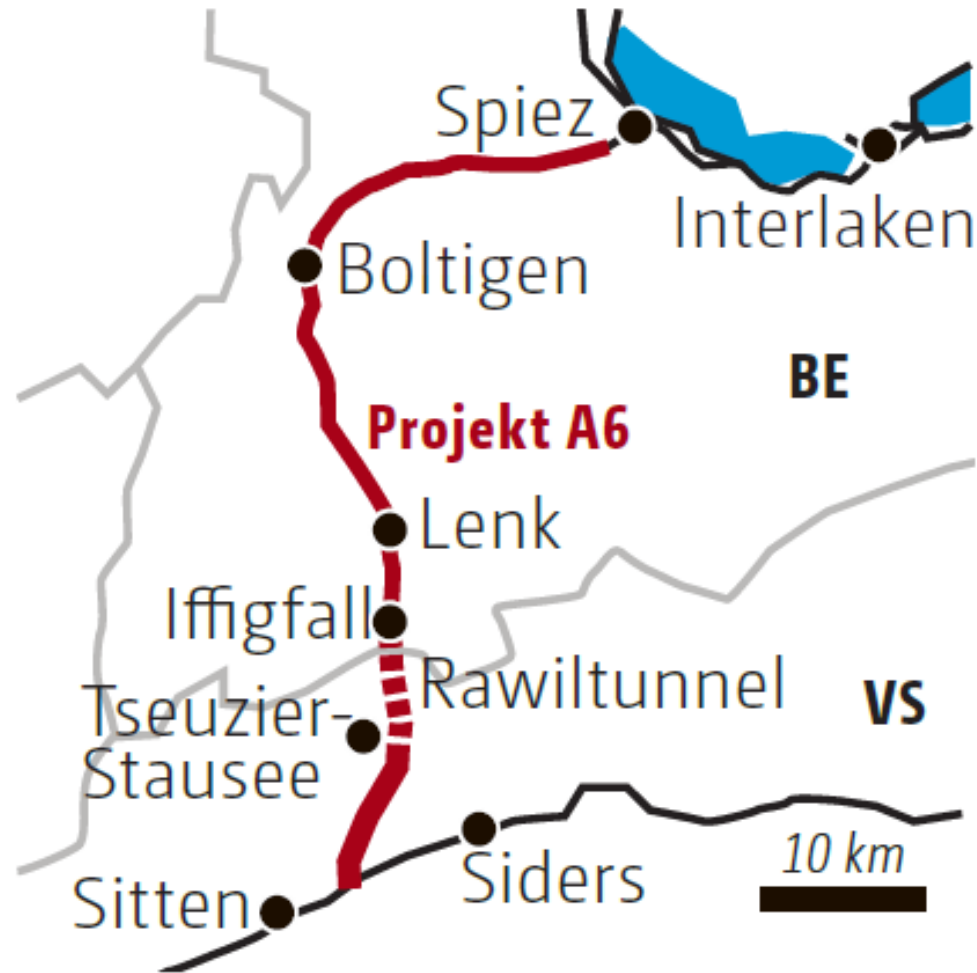 Spiez
Interlaken
Boltigen
BE
Projekt A6
Lenk
Iffigfall
Rawiltunnel
VS
Tseuzier-
Stausee
10 km
Siders
Sitten